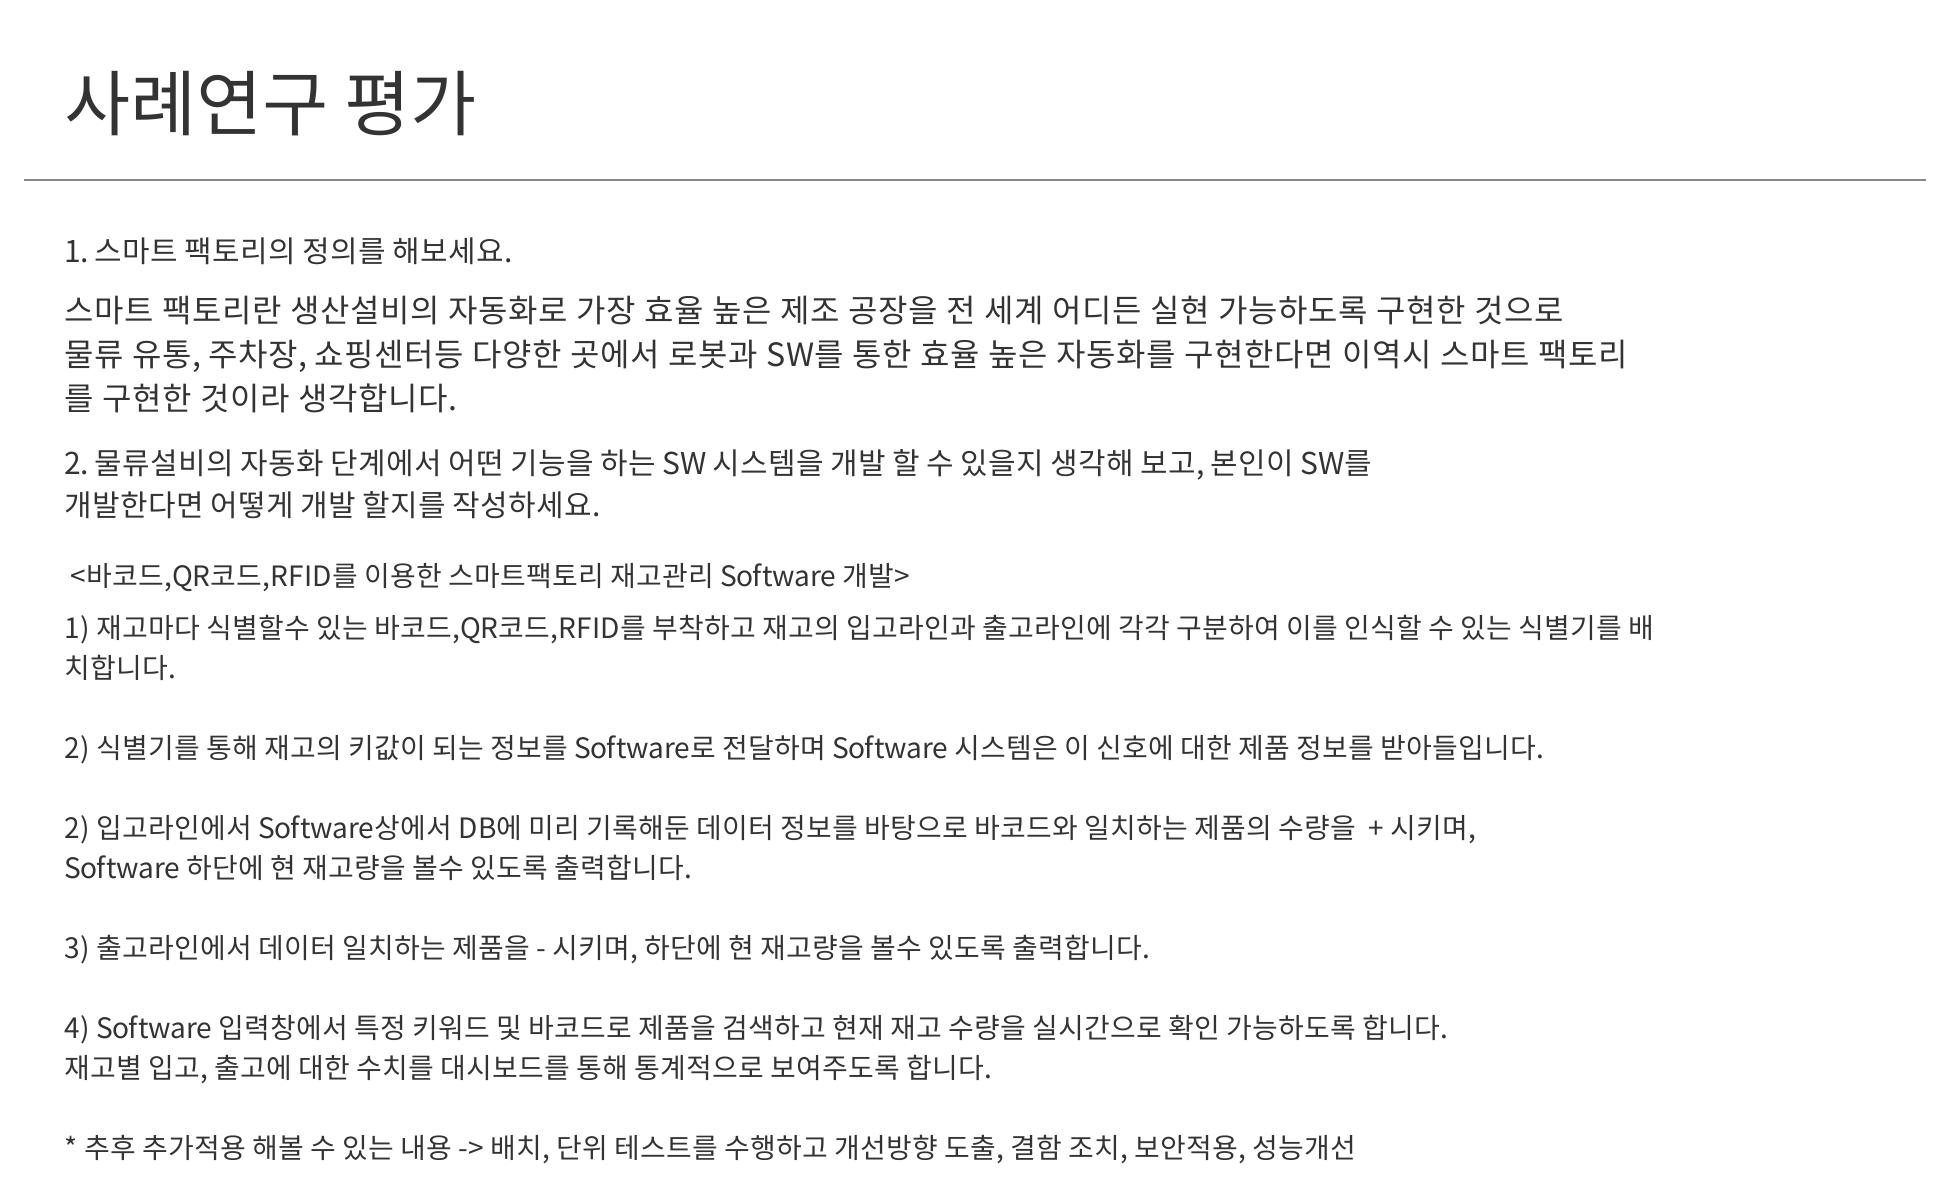 사례연구 평가
1. 스마트 팩토리의 정의를 해보세요.
스마트 팩토리란 생산설비의 자동화로 가장 효율 높은 제조 공장을 전 세계 어디든 실현 가능하도록 구현한 것으로
물류 유통, 주차장, 쇼핑센터등 다양한 곳에서 로봇과 SW를 통한 효율 높은 자동화를 구현한다면 이역시 스마트 팩토리
를 구현한 것이라 생각합니다.
2. 물류설비의 자동화 단계에서 어떤 기능을 하는 SW 시스템을 개발 할 수 있을지 생각해 보고, 본인이 SW를
개발한다면 어떻게 개발 할지를 작성하세요.
<바코드,QR코드,RFID를 이용한 스마트팩토리 재고관리 Software 개발>
1) 재고마다 식별할수 있는 바코드,QR코드,RFID를 부착하고 재고의 입고라인과 출고라인에 각각 구분하여 이를 인식할 수 있는 식별기를 배
치합니다.
2) 식별기를 통해 재고의 키값이 되는 정보를 Software로 전달하며 Software 시스템은 이 신호에 대한 제품 정보를 받아들입니다.
2) 입고라인에서 Software상에서 DB에 미리 기록해둔 데이터 정보를 바탕으로 바코드와 일치하는 제품의 수량을  + 시키며,
Software 하단에 현 재고량을 볼수 있도록 출력합니다.
3) 출고라인에서 데이터 일치하는 제품을 - 시키며, 하단에 현 재고량을 볼수 있도록 출력합니다.
4) Software 입력창에서 특정 키워드 및 바코드로 제품을 검색하고 현재 재고 수량을 실시간으로 확인 가능하도록 합니다.
재고별 입고, 출고에 대한 수치를 대시보드를 통해 통계적으로 보여주도록 합니다.
* 추후 추가적용 해볼 수 있는 내용 -> 배치, 단위 테스트를 수행하고 개선방향 도출, 결함 조치, 보안적용, 성능개선